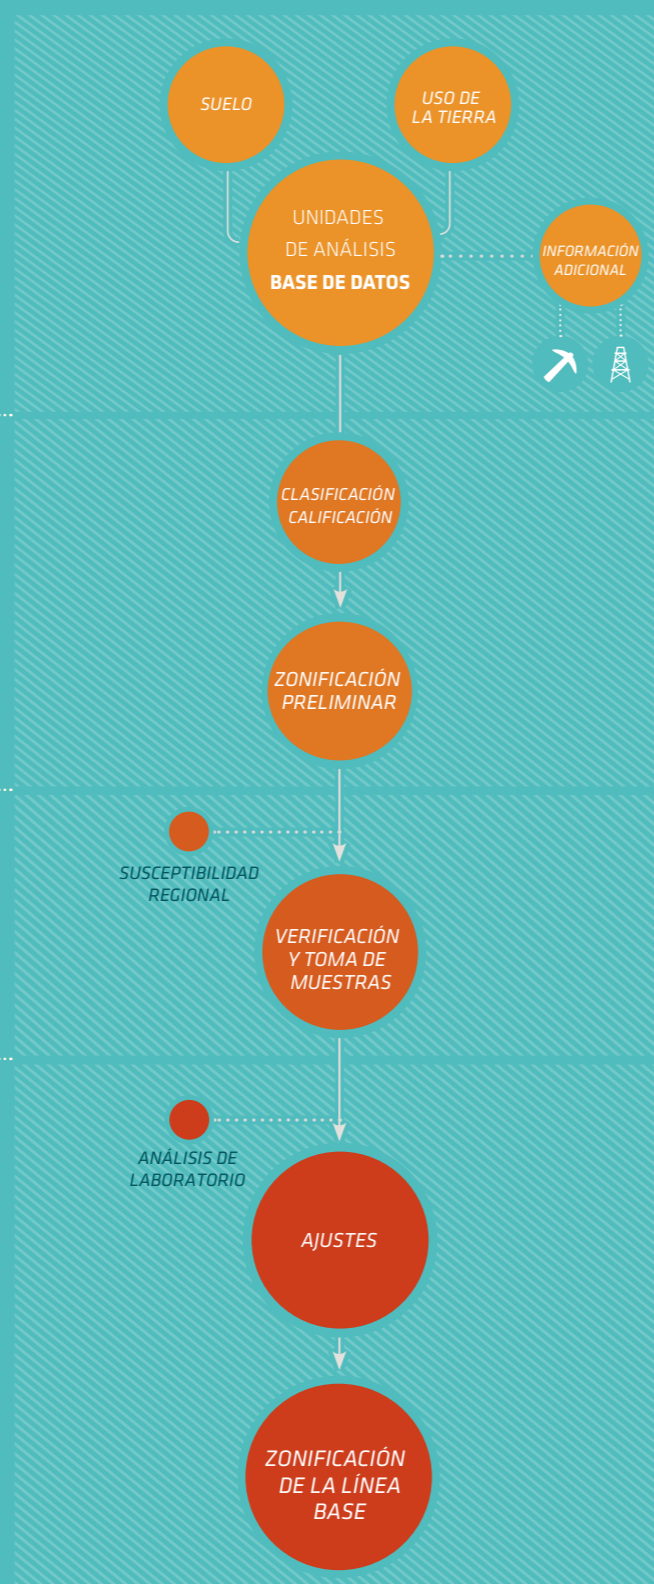 SUELO
USO DE
LA TIERRA
UNIDADES
DE ANÁLISIS
BASE DE DATOS
INFORMACIÓN
ADICIONAL
CLASIFICACIÓN
CALIFICACIÓN
ZONIFICACIÓN
PRELIMINAR
SUSCEPTIBILIDAD
REGIONAL
VERIFICACIÓN
Y TOMA DE
MUESTRAS
ANÁLISIS DE
LABORATORIO
AJUSTES
ZONIFICACIÓN
DE LA LÍNEA
BASE